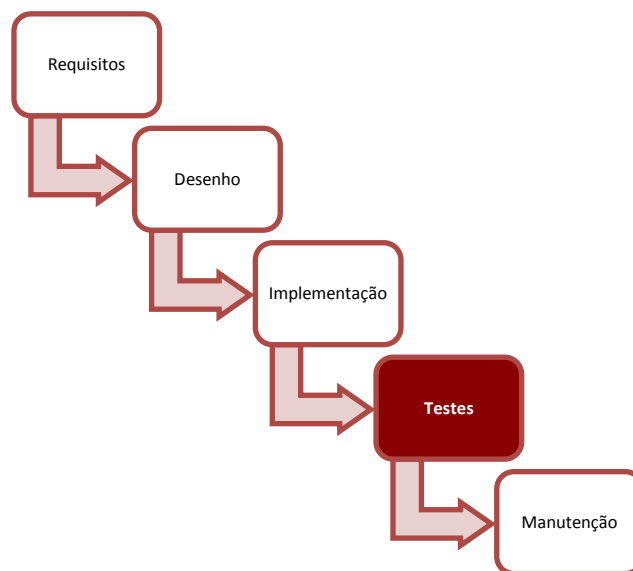 Requisitos
Desenho
Implementação
Testes
Manutenção